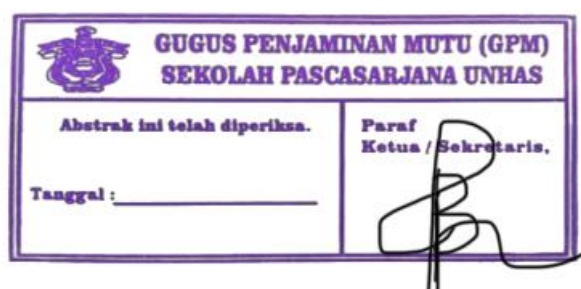 GUGUS PENJAMINAN MUTU (GPM)
SEKOLAH PASCASARJANA UNHAS
Abstrak ini telah diperiksa.
Tanggal :
Paraf
Ketua / Sekretaris,